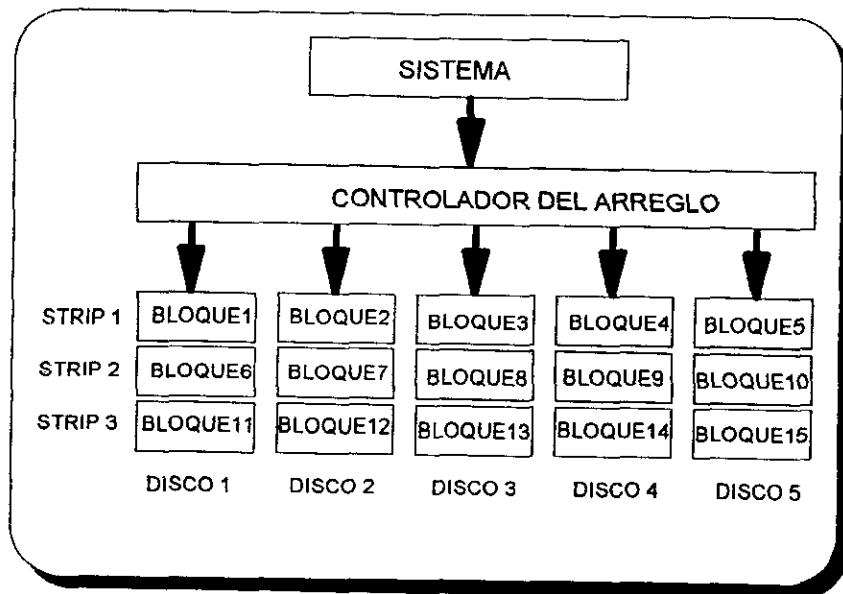 SISTEMA
CONTROLADOR DEL ARREGLO
STRIP 1 BLOQUE1 BLOQUE2 BLOQUE3 BLOQUE4 BLOQUE5
STRIP 2 BLOQUE6 BLOQUE7 BLOQUE8 BLOQUE9 BLOQUE10
STRIP 3 BLOQUE11 BLOQUE12 BLOQUE13 BLOQUE14 BLOQUE15
DISCO 1 DISCO 2 DISCO 3 DISCO 4 DISCO 5